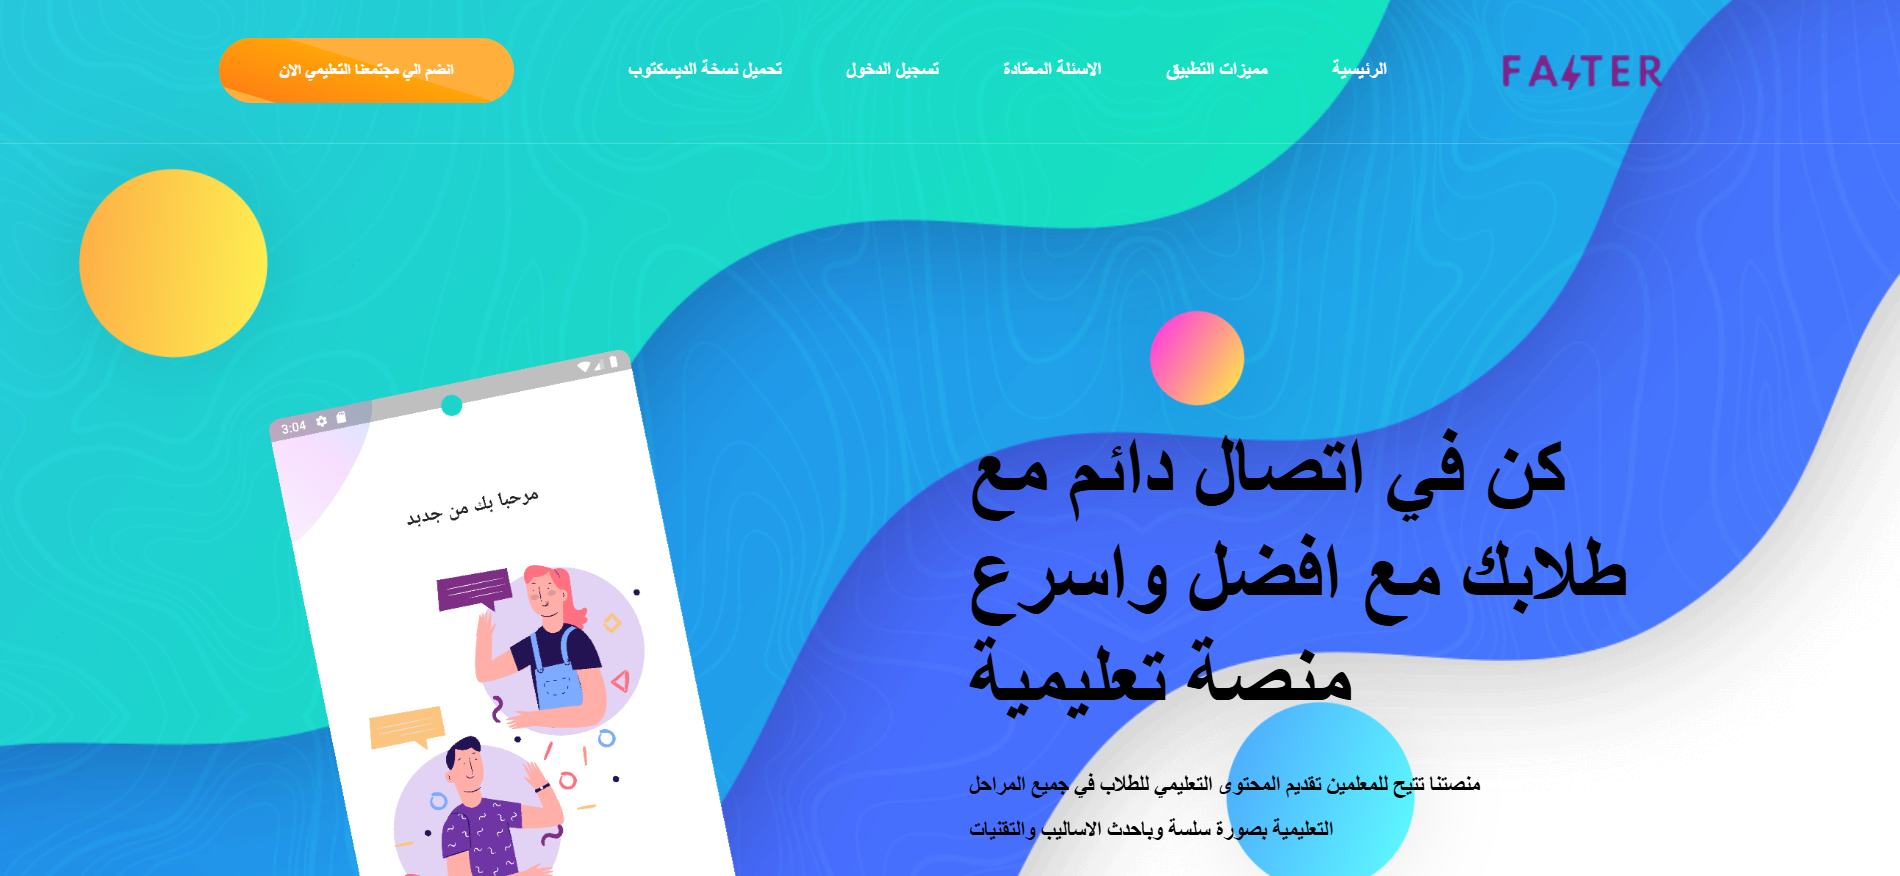 FASTER
الرئيسية
مميزات التطبيق
الاسئلة المعتادة
تسجيل الدخول
تحميل نسخة الديسكتوب
انضم الي مجتمعنا التعليمي الان
كن في اتصال دائم مع
طلابك مع افضل واسرع
منصة تعليمية
منصتنا تتيح للمعلمين تقديم المحتوى التعليمي للطلاب في جميع المراحل
التعليمية بصورة سلسة وباحدث الاساليب والتقنيات
3:04
مرحبا بك من جديد